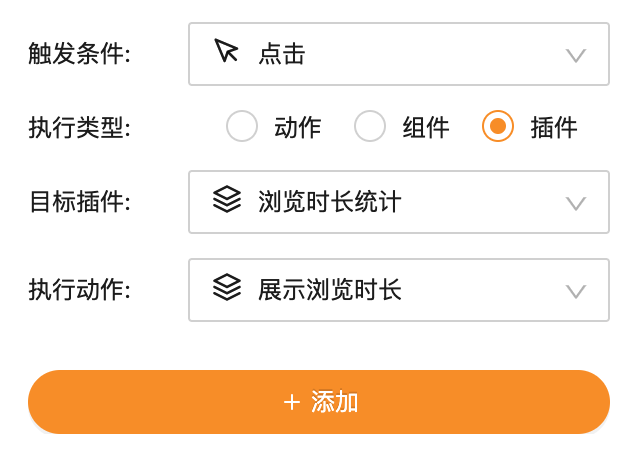 触发条件: 点击
执行类型: 动作 组件 插件
目标插件: 浏览时长统计
执行动作: 展示浏览时长
+ 添加